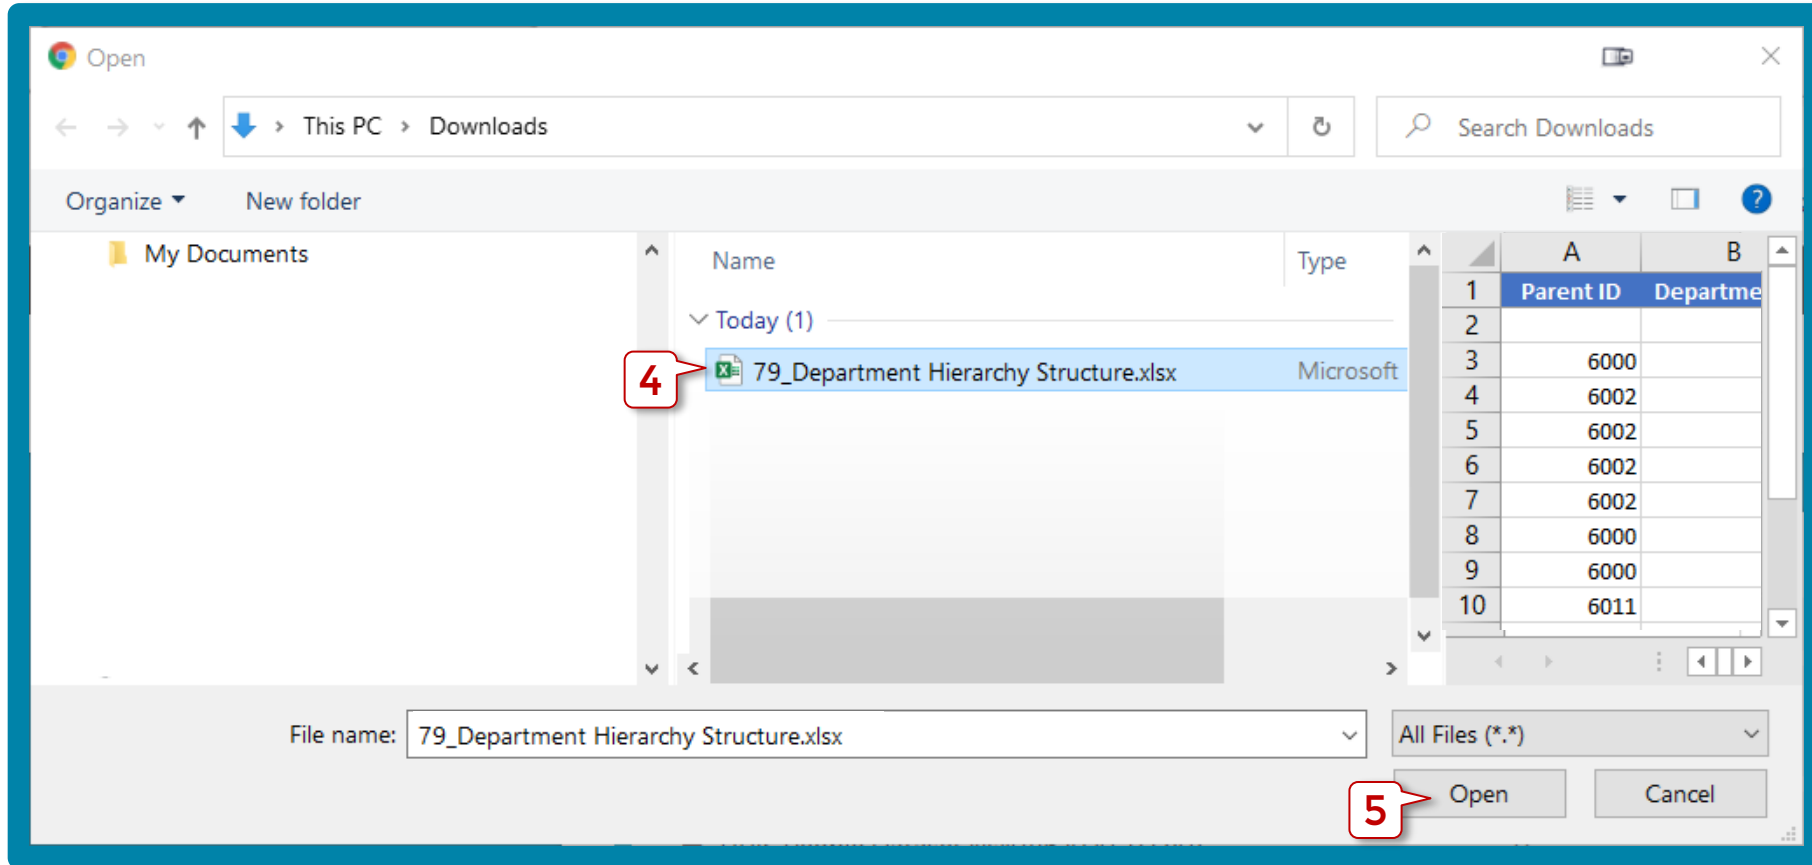 Open
This PC > Downloads
Search Downloads
Organize
New folder
?
My Documents
Name
Type
A
B
1
Parent ID
Departme
Today (1)
2
4
79_Department Hierarchy Structure.xlsx
Microsoft
3
6000
4
6002
5
6002
6
6002
7
6002
8
6000
9
6000
10
6011
File name:
79_Department Hierarchy Structure.xlsx
All Files (*.*)
5
Open
Cancel